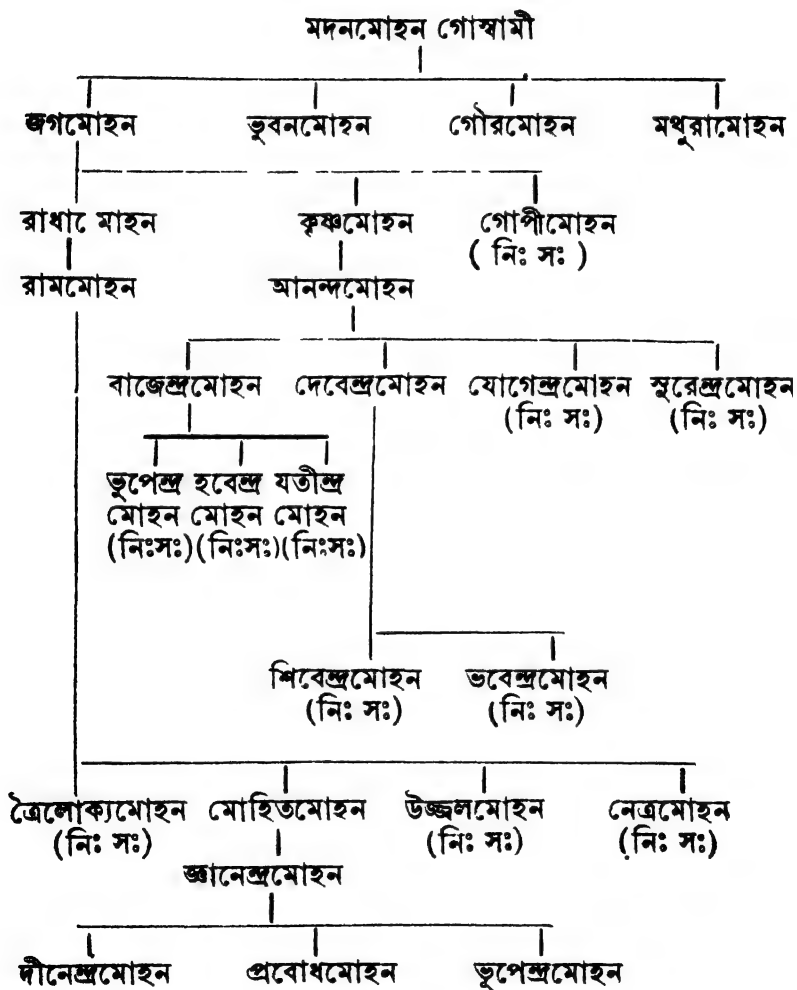 মদনমোহন গোস্বামী
জগমোহন ভুবনমোহন গৌরমোহন মথুরামোহন
রাধামোহন কৃষ্ণমোহন গোপীমোহন
( নিঃ সঃ )
রামমোহন আনন্দমোহন
বাজেন্দ্রমোহন দেবেন্দ্রমোহন যোগেন্দ্রমোহন সুরেন্দ্রমোহন
(নিঃ সঃ) (নিঃ সঃ)
ভুপেন্দ্র হবেন্দ্র যতীন্দ্র
মোহন মোহন মোহন
(নিঃসঃ) (নিঃসঃ) (নিঃসঃ)
শিবেন্দ্রমোহন ভবেন্দ্রমোহন
(নিঃ সঃ) (নিঃ সঃ)
ত্রৈলোক্যমোহন মোহিতমোহন উজ্জ্বলমোহন নেত্রমোহন
(নিঃ সঃ) (নিঃ সঃ) (নিঃ সঃ)
জ্ঞানেন্দ্রমোহন
দীনেন্দ্রমোহন প্রবোধমোহন ভূপেন্দ্রমোহন